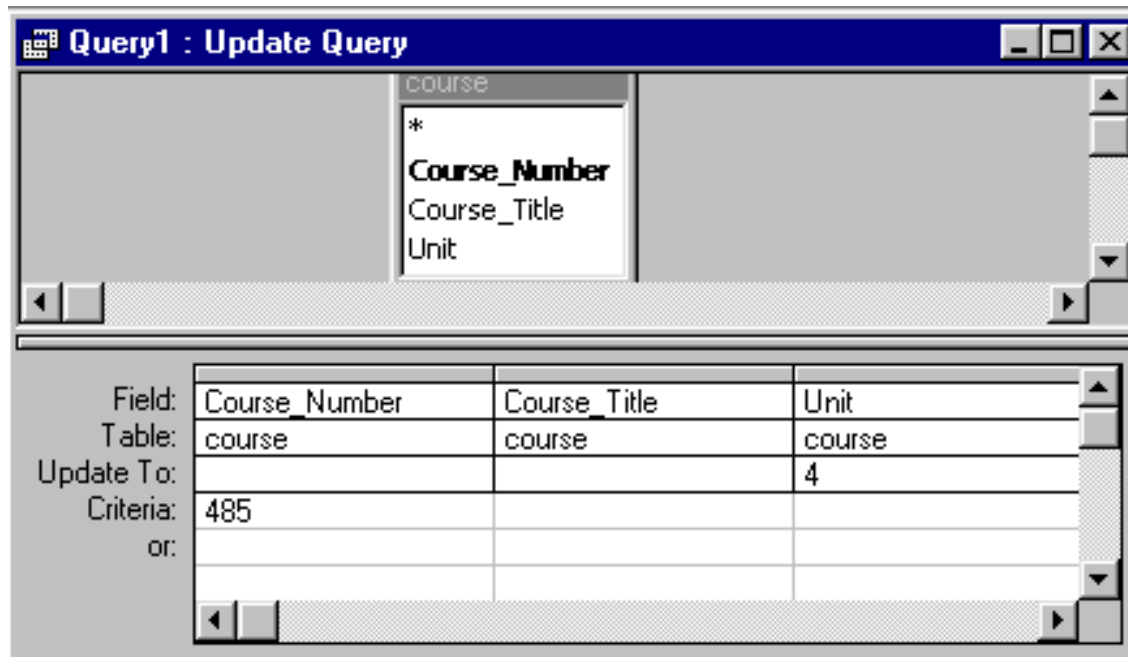 Query1 : Update Query
course
*
Course_Number
Course_Title
Unit
Field: Course_Number Course_Title Unit
Table: course course course
Update To: 4
Criteria: 485
or: